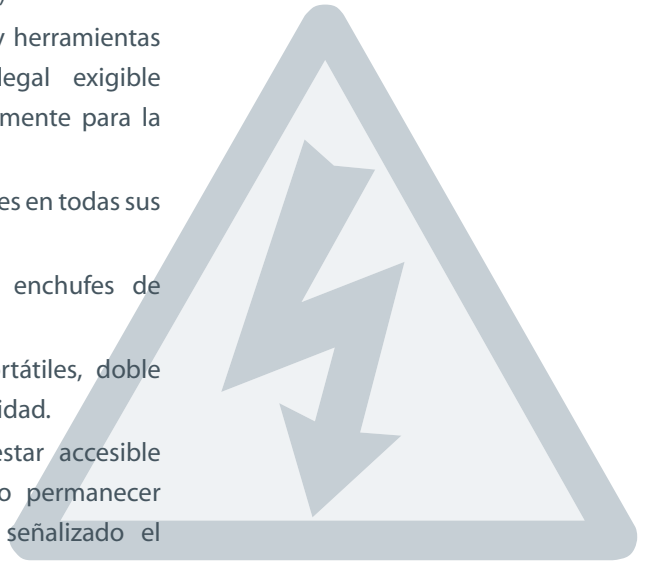 y herramientas
legal exigible
mente para la
es en todas sus
enchufes de
rtátiles, doble
idad.
estar accesible
o permanecer
señalizado el